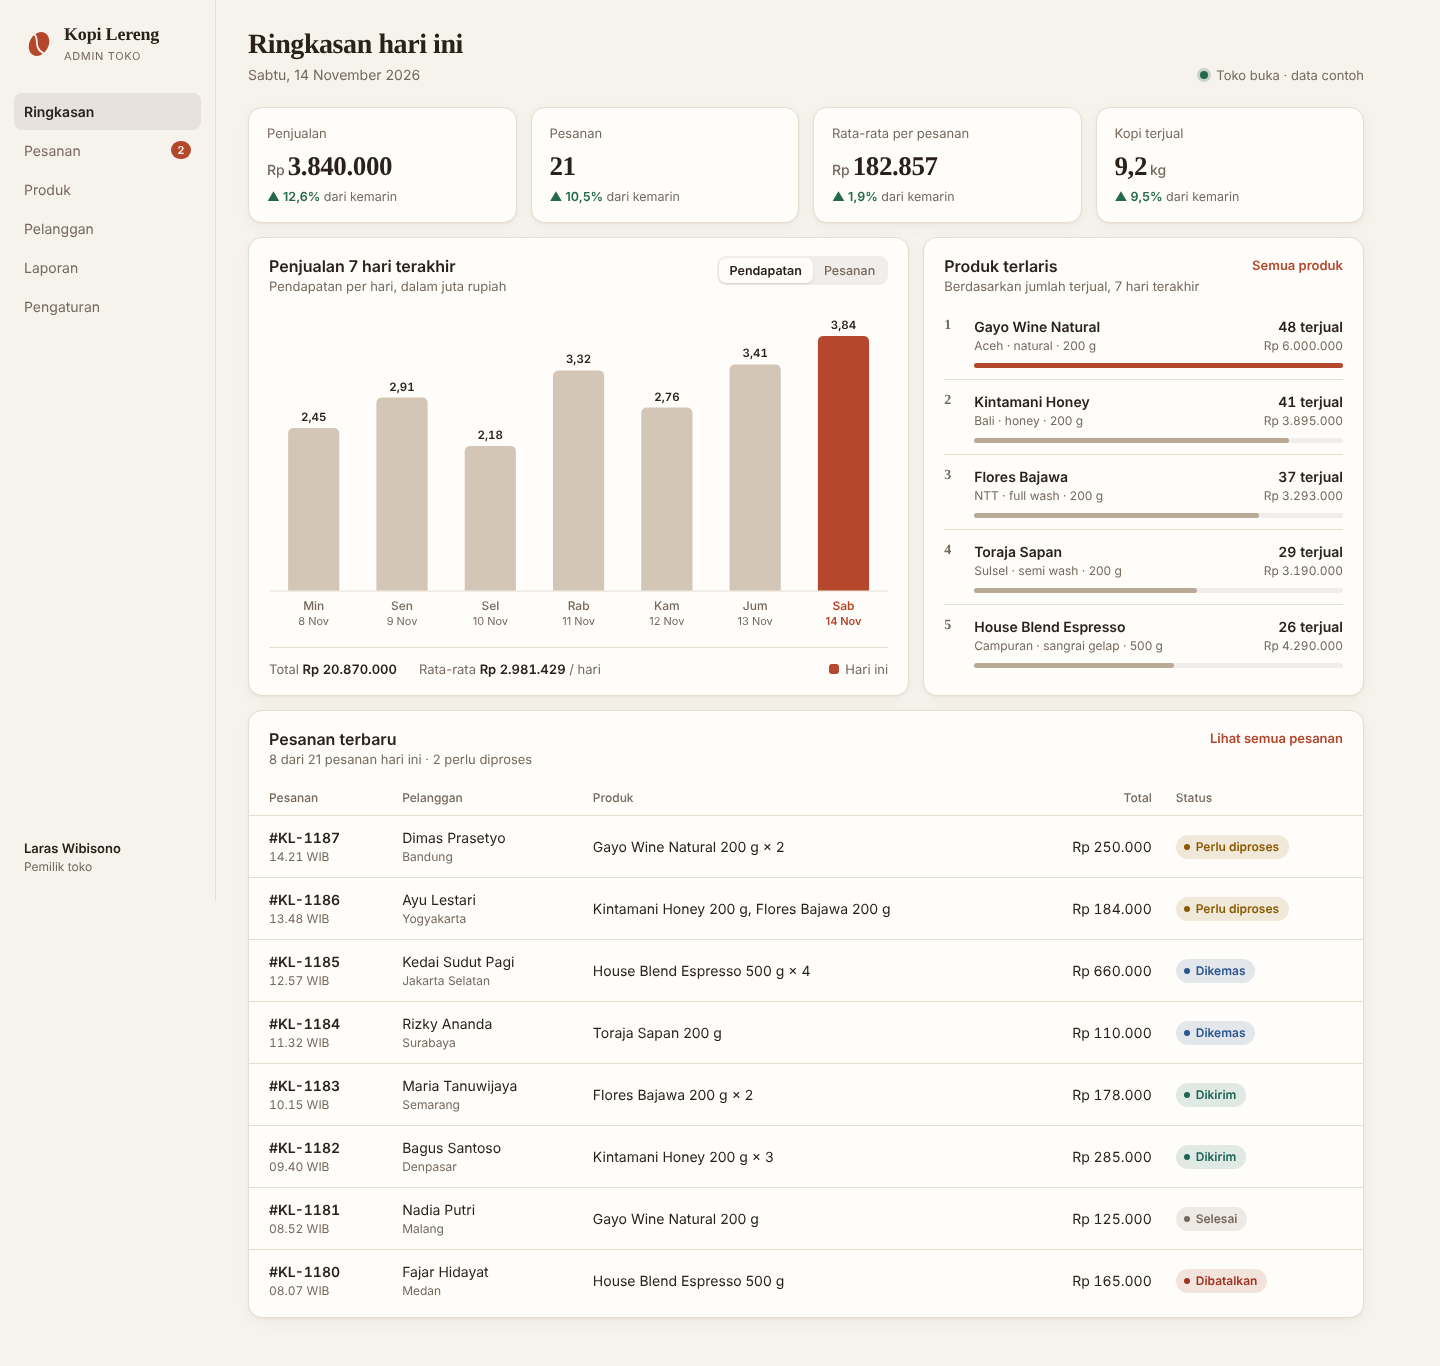 Kopi Lereng
ADMIN TOKO
Ringkasan
Pesanan 2
Produk
Pelanggan
Laporan
Pengaturan
Laras Wibisono
Pemilik toko
Ringkasan hari ini
Sabtu, 14 November 2026
Toko buka · data contoh
Penjualan
Rp 3.840.000
▲ 12,6% dari kemarin
Pesanan
21
▲ 10,5% dari kemarin
Rata-rata per pesanan
Rp 182.857
▲ 1,9% dari kemarin
Kopi terjual
9,2 kg
▲ 9,5% dari kemarin
Penjualan 7 hari terakhir
Pendapatan per hari, dalam juta rupiah
Pendapatan Pesanan
2,45
2,91
2,18
3,32
2,76
3,41
3,84
Min
8 Nov
Sen
9 Nov
Sel
10 Nov
Rab
11 Nov
Kam
12 Nov
Jum
13 Nov
Sab
14 Nov
Total Rp 20.870.000 Rata-rata Rp 2.981.429 / hari
Hari ini
Produk terlaris
Semua produk
Berdasarkan jumlah terjual, 7 hari terakhir
1 Gayo Wine Natural 48 terjual
Aceh · natural · 200 g Rp 6.000.000
2 Kintamani Honey 41 terjual
Bali · honey · 200 g Rp 3.895.000
3 Flores Bajawa 37 terjual
NTT · full wash · 200 g Rp 3.293.000
4 Toraja Sapan 29 terjual
Sulsel · semi wash · 200 g Rp 3.190.000
5 House Blend Espresso 26 terjual
Campuran · sangrai gelap · 500 g Rp 4.290.000
Pesanan terbaru
Lihat semua pesanan
8 dari 21 pesanan hari ini · 2 perlu diproses
Pesanan Pelanggan Produk Total Status
#KL-1187 Dimas Prasetyo
14.21 WIB Bandung
Gayo Wine Natural 200 g × 2 Rp 250.000 Perlu diproses
#KL-1186 Ayu Lestari
13.48 WIB Yogyakarta
Kintamani Honey 200 g, Flores Bajawa 200 g Rp 184.000 Perlu diproses
#KL-1185 Kedai Sudut Pagi
12.57 WIB Jakarta Selatan
House Blend Espresso 500 g × 4 Rp 660.000 Dikemas
#KL-1184 Rizky Ananda
11.32 WIB Surabaya
Toraja Sapan 200 g Rp 110.000 Dikemas
#KL-1183 Maria Tanuwijaya
10.15 WIB Semarang
Flores Bajawa 200 g × 2 Rp 178.000 Dikirim
#KL-1182 Bagus Santoso
09.40 WIB Denpasar
Kintamani Honey 200 g × 3 Rp 285.000 Dikirim
#KL-1181 Nadia Putri
08.52 WIB Malang
Gayo Wine Natural 200 g Rp 125.000 Selesai
#KL-1180 Fajar Hidayat
08.07 WIB Medan
House Blend Espresso 500 g Rp 165.000 Dibatalkan